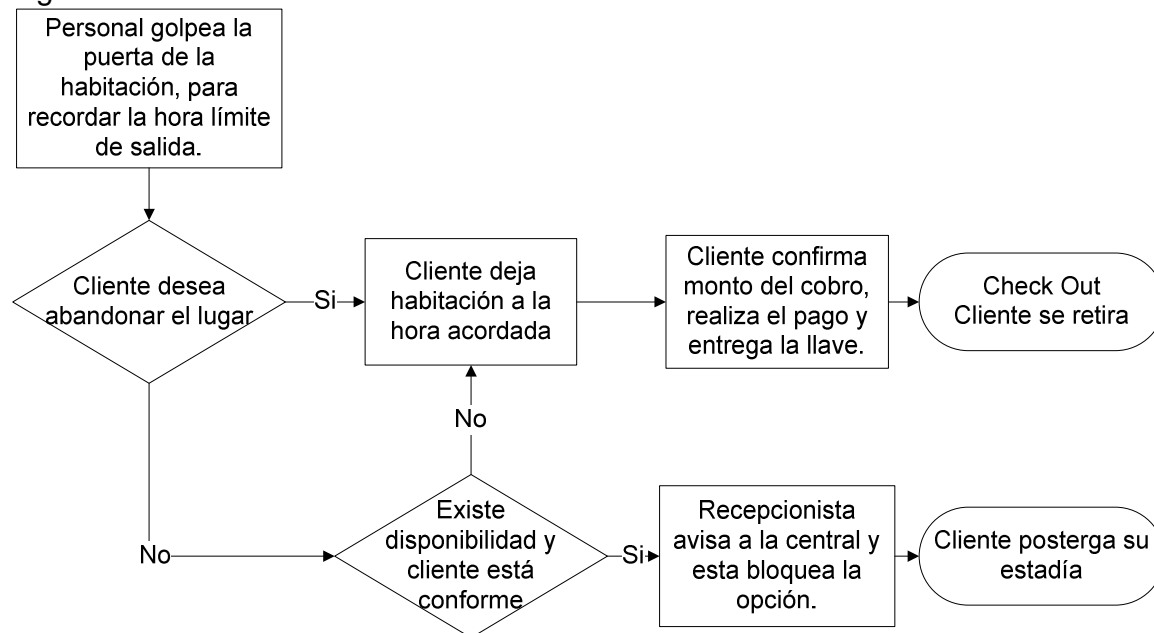 Personal golpea la
puerta de la
habitación, para
recordar la hora límite
de salida.
Cliente desea
abandonar el lugar
Si
Cliente deja
habitación a la
hora acordada
Cliente confirma
monto del cobro,
realiza el pago y
entrega la llave.
Check Out
Cliente se retira
No
No
Existe
disponibilidad y
cliente está
conforme
Si
Recepcionista
avisa a la central y
esta bloquea la
opción.
Cliente posterga su
estadía